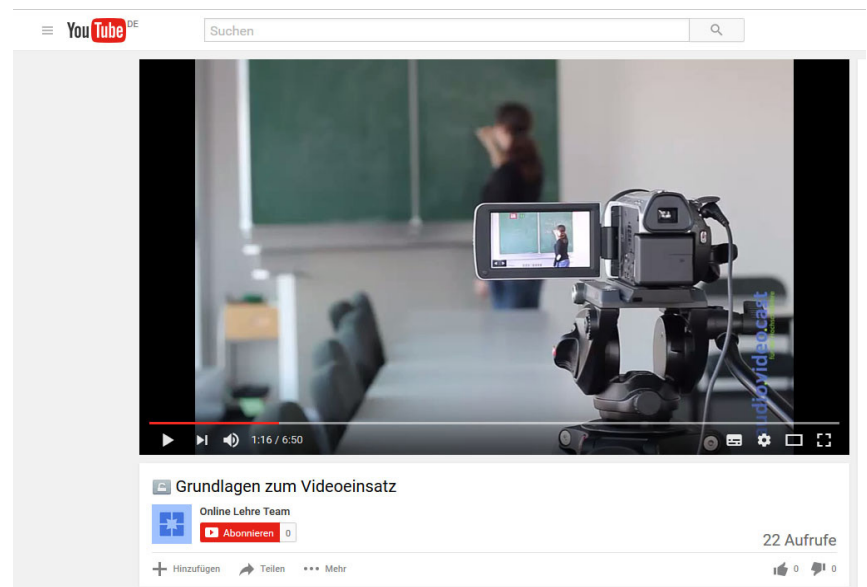 YouTube DE
Suchen
audiovideo.cast
1:16 / 6:50
Grundlagen zum Videoeinsatz
Online Lehre Team
Abonnieren 0
22 Aufrufe
Hinzufügen Teilen Mehr 0 0